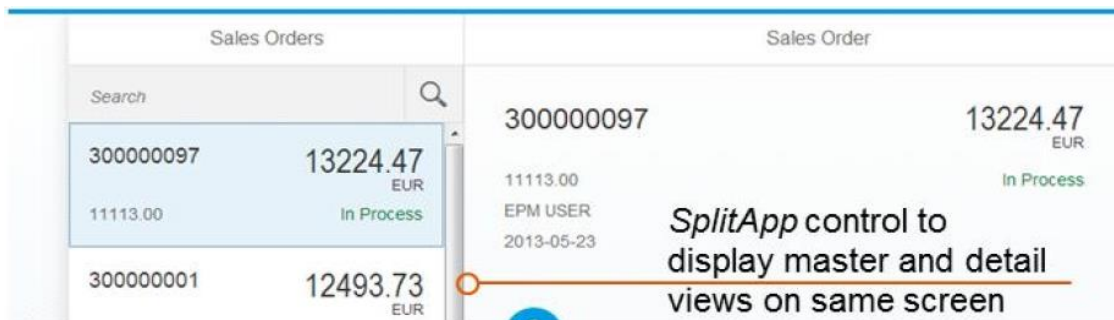 Sales Orders
Search
300000097
13224.47
EUR
11113.00
In Process
300000001
12493.73
EUR
Sales Order
300000097
13224.47
EUR
11113.00
In Process
EPM USER
2013-05-23
SplitApp control to
display master and detail
views on same screen